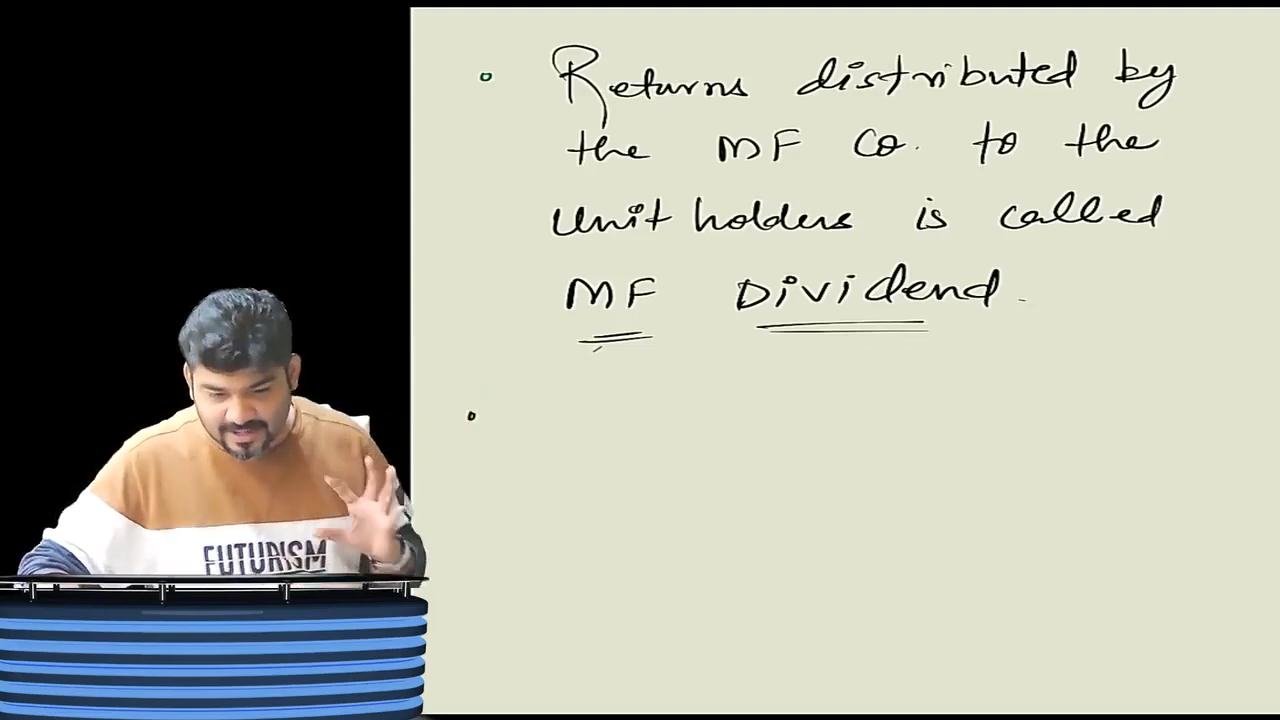 Returns distributed by
the MF Co. to the
unit holders is called
MF Dividend.
FUTURISM